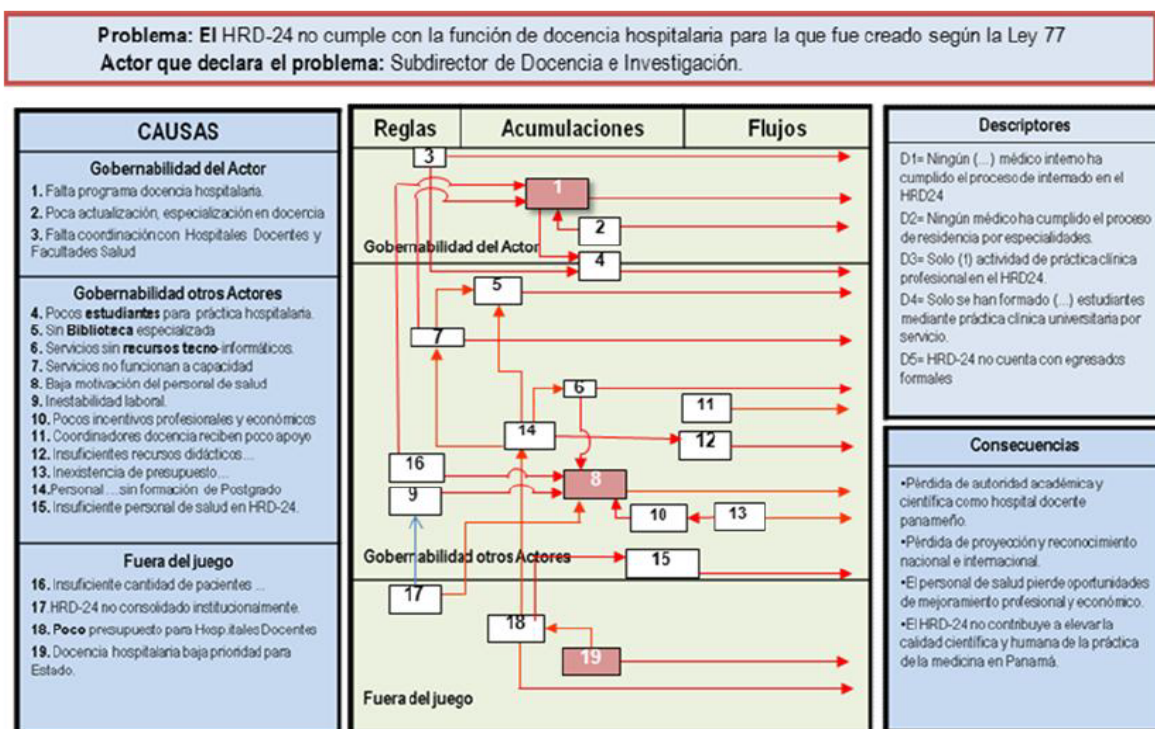 Problema: El HRD-24 no cumple con la función de docencia hospitalaria para la que fue creado según la Ley 77
Actor que declara el problema: Subdirector de Docencia e Investigación.
CAUSAS
Gobernabilidad del Actor
1. Falta programa docencia hospitalaria.
2. Poca actualización, especialización en docencia
3. Falta coordinación con Hospitales Docentes y
Facultades Salud
Gobernabilidad otros Actores
4. Pocos estudiantes para práctica hospitalaria.
5. Sin Biblioteca especializada
6. Servicios sin recursos tecno-informáticos.
7. Servicios no funcionan a capacidad
8. Baja motivación del personal de salud
9. Inestabilidad laboral.
10. Pocos incentivos profesionales y económicos
11. Coordinadores docencia reciben poco apoyo
12. Insuficientes recursos didácticos...
13. Inexistencia de presupuesto....
14. Personal ....sin formación de Postgrado
15. Insuficiente personal de salud en HRD-24.
Fuera del juego
16. Insuficiente cantidad de pacientes ...
17. HRD-24 no consolidado institucionalmente.
18. Poco presupuesto para Hospitales Docentes
19. Docencia hospitalaria baja prioridad para
Estado.
Reglas
Acumulaciones
Flujos
3
1
2
4
Gobernabilidad del Actor
5
7
6
11
14
12
16
8
9
10
13
Gobernabilidad otros Actores
15
17
18
19
Fuera del juego
Descriptores
D1= Ningún (...) médico interno ha
cumplido el proceso de internado en el
HRD24
D2= Ningún médico ha cumplido el proceso
de residencia por especialidades.
D3= Solo (1) actividad de práctica clínica
profesional en el HRD24.
D4= Solo se han formado (...) estudiantes
mediante práctica clínica universitaria por
servicio.
D5= HRD-24 no cuenta con egresados
formales
Consecuencias
•Pérdida de autoridad académica y
científica como hospital docente
panameño.
•Pérdida de proyección y reconocimiento
nacional e internacional.
•El personal de salud pierde oportunidades
de mejoramiento profesional y económico.
•El HRD-24 no contribuye a elevar la
calidad científica y humana de la práctica
de la medicina en Panamá.